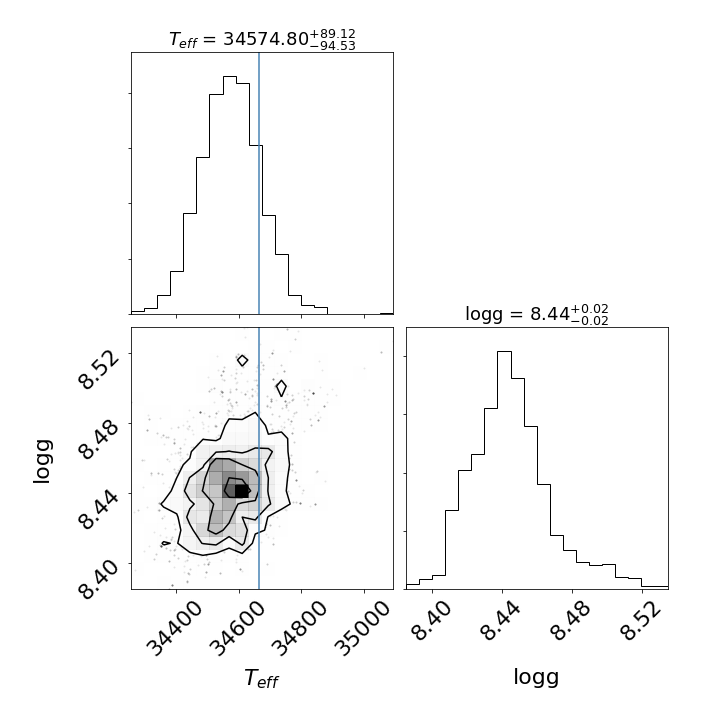 T_eff = 34574.80^{+89.12}_{−94.53}
logg = 8.44^{+0.02}_{−0.02}
logg
8.52
8.48
8.44
8.40
34400 34600 34800 35000
8.40 8.44 8.48 8.52
T_eff logg